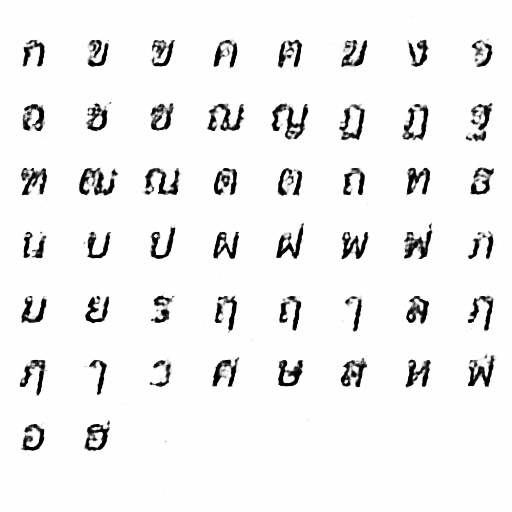 ก ข ฃ ค ฅ ฆ ง จ
ฉ ช ซ ฌ ญ ฎ ฏ ฐ
ฑ ฒ ณ ด ต ถ ท ธ
น บ ป ผ ฝ พ ฟ ภ
ม ย ร ฤ ฤ ๅ ล ฦ
ฦ ๅ ว ศ ษ ส ห ฬ
อ ฮ